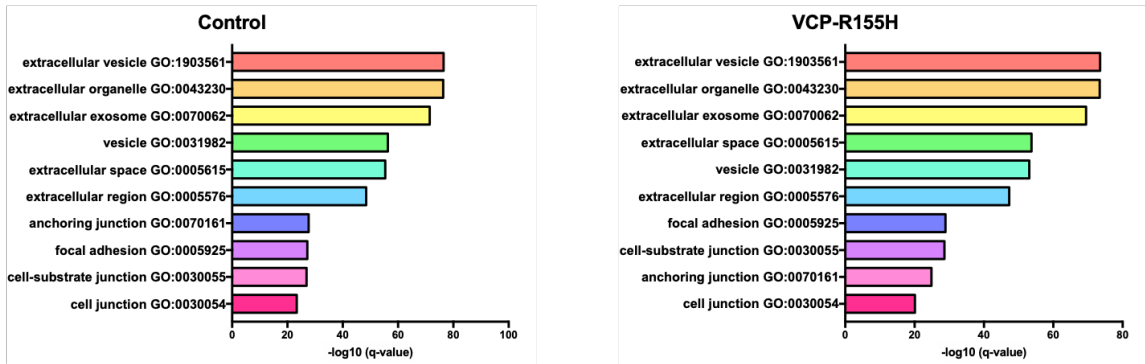 Control
extracellular vesicle GO:1903561
extracellular organelle GO:0043230
extracellular exosome GO:0070062
vesicle GO:0031982
extracellular space GO:0005615
extracellular region GO:0005576
anchoring junction GO:0070161
focal adhesion GO:0005925
cell-substrate junction GO:0030055
cell junction GO:0030054
0 20 40 60 80 100
-log10 (q-value)
VCP-R155H
extracellular vesicle GO:1903561
extracellular organelle GO:0043230
extracellular exosome GO:0070062
extracellular space GO:0005615
vesicle GO:0031982
extracellular region GO:0005576
focal adhesion GO:0005925
cell-substrate junction GO:0030055
anchoring junction GO:0070161
cell junction GO:0030054
0 20 40 60 80
-log10 (q-value)